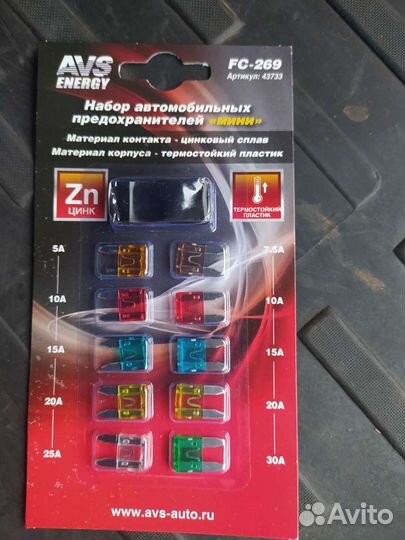 AVS
ENERGY
FC-269
Артикул: 43733
Набор автомобильных
предохранителей «мини»
Материал контакта - цинковый сплав
Материал корпуса - термостойкий пластик
Zn
ЦИНК
ТЕРМОСТОЙКИЙ
ПЛАСТИК
5A
7.5A
10A
10A
15A
15A
20A
20A
25A
30A
www.avs-auto.ru
Avito